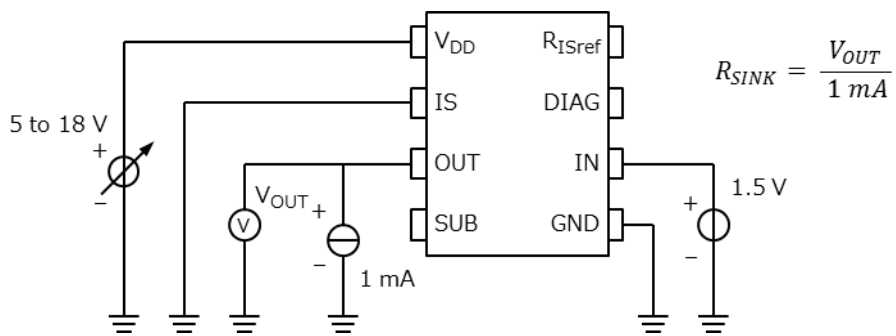 V_DD
R_ISref
R_SINK = V_OUT / 1 mA
IS
DIAG
5 to 18 V
+
−
OUT
IN
V_OUT
V
+
−
1 mA
SUB
GND
1.5 V
+
−